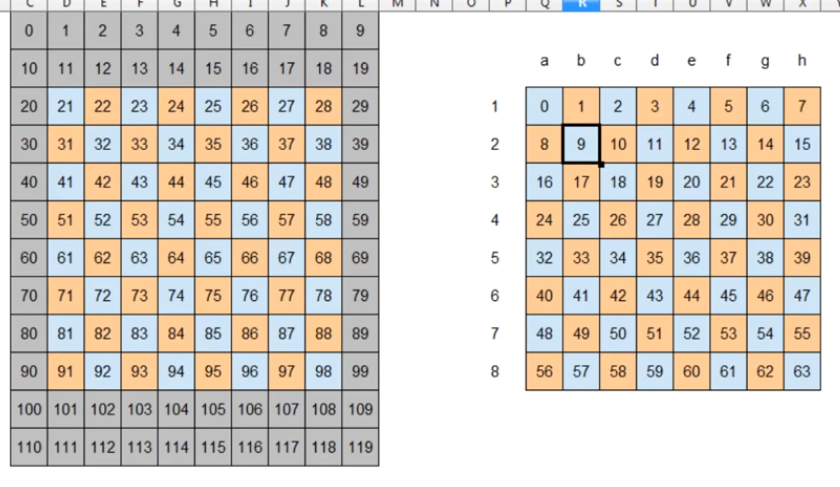 C D E F G H I J K L M N O P Q R S T U V W X
0 1 2 3 4 5 6 7 8 9
a b c d e f g h
10 11 12 13 14 15 16 17 18 19
20 21 22 23 24 25 26 27 28 29 1 0 1 2 3 4 5 6 7
30 31 32 33 34 35 36 37 38 39 2 8 9 10 11 12 13 14 15
40 41 42 43 44 45 46 47 48 49 3 16 17 18 19 20 21 22 23
50 51 52 53 54 55 56 57 58 59 4 24 25 26 27 28 29 30 31
60 61 62 63 64 65 66 67 68 69 5 32 33 34 35 36 37 38 39
70 71 72 73 74 75 76 77 78 79 6 40 41 42 43 44 45 46 47
80 81 82 83 84 85 86 87 88 89 7 48 49 50 51 52 53 54 55
90 91 92 93 94 95 96 97 98 99 8 56 57 58 59 60 61 62 63
100 101 102 103 104 105 106 107 108 109
110 111 112 113 114 115 116 117 118 119